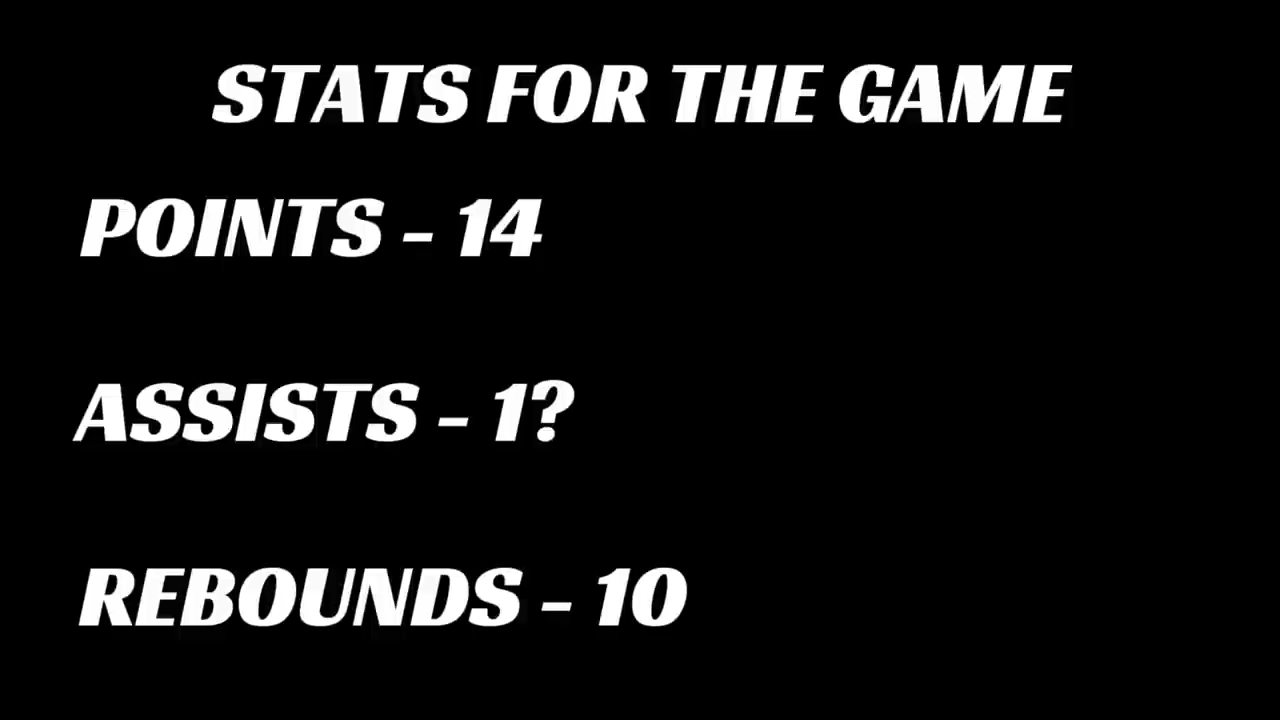 STATS FOR THE GAME
POINTS - 14
ASSISTS - 1?
REBOUNDS - 10